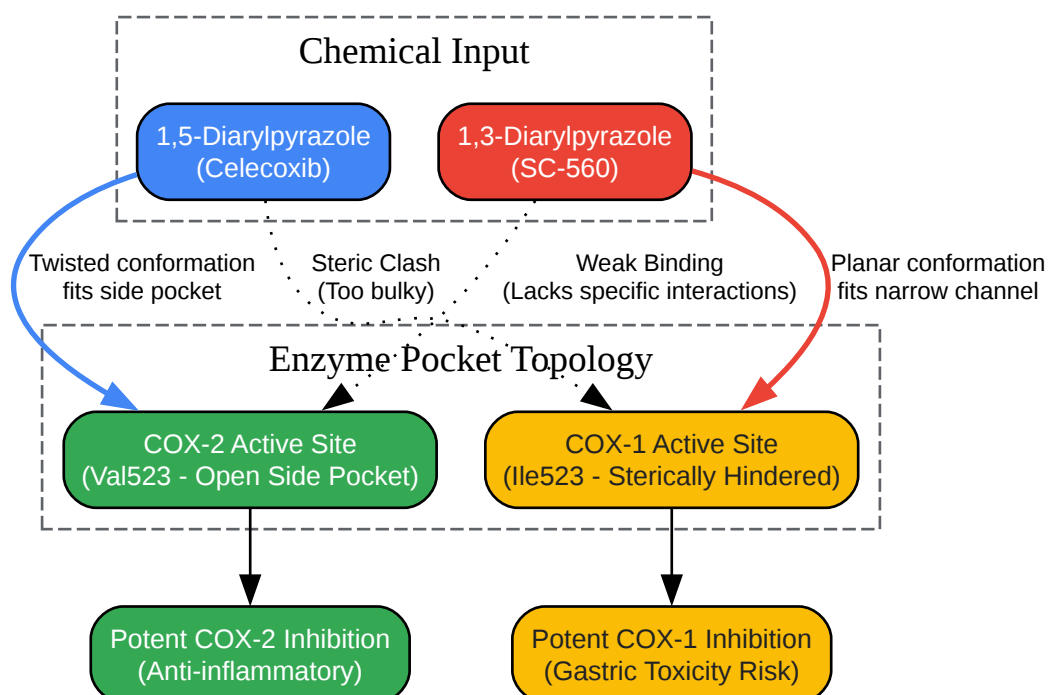 Chemical Input
1,5-Diarylpyrazole
(Celecoxib)
1,3-Diarylpyrazole
(SC-560)
Twisted conformation
fits side pocket
Steric Clash
(Too bulky)
Weak Binding
(Lacks specific interactions)
Planar conformation
fits narrow channel
Enzyme Pocket Topology
COX-2 Active Site
(Val523 - Open Side Pocket)
COX-1 Active Site
(Ile523 - Sterically Hindered)
Potent COX-2 Inhibition
(Anti-inflammatory)
Potent COX-1 Inhibition
(Gastric Toxicity Risk)